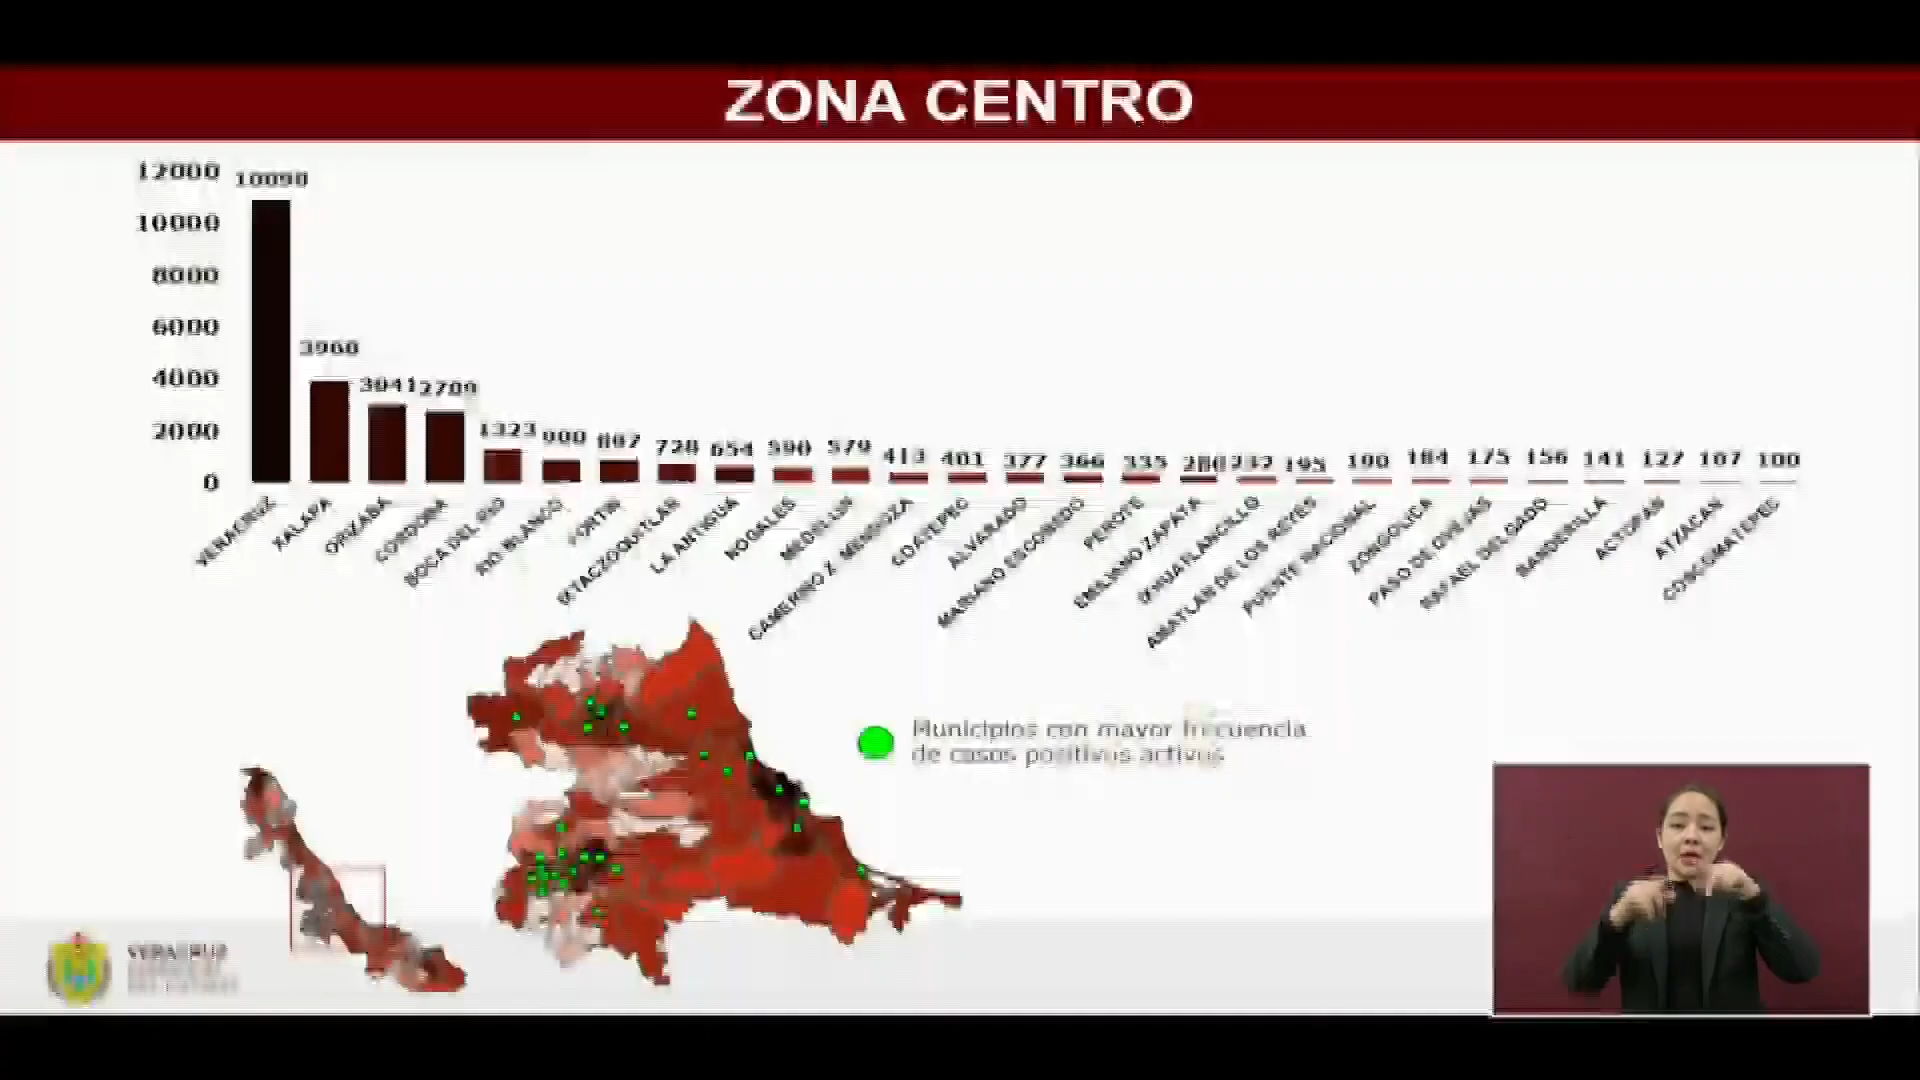 ZONA CENTRO
12000
10000
8000
6000
4000
2000
0
3960
3041
2709
1323
728
654
590
579
413
401
377
366
335
280
232
195
190
184
175
156
141
127
107
100
VERACRUZ
XALAPA
ORIZABA
CORDOBA
BOCA DEL RIO
RIO BLANCO
FORTIN
IXTACZOQUITLAN
LA ANTIGUA
NOGALES
MEDELLIN
CAMERINO Z MENDOZA
COATEPEC
ALVARADO
MARIANO ESCOBEDO
PEROTE
EMILIANO ZAPATA
IXHUATLANCILLO
AMATLAN DE LOS REYES
PUENTE NACIONAL
ZONGOLICA
PASO DE OVEJAS
RAFAEL DELGADO
BANDERILLA
ACTOPAN
ATZACAN
COSCOMATEPEC
Municipios con mayor frecuencia
de casos positivos activos
VERACRUZ